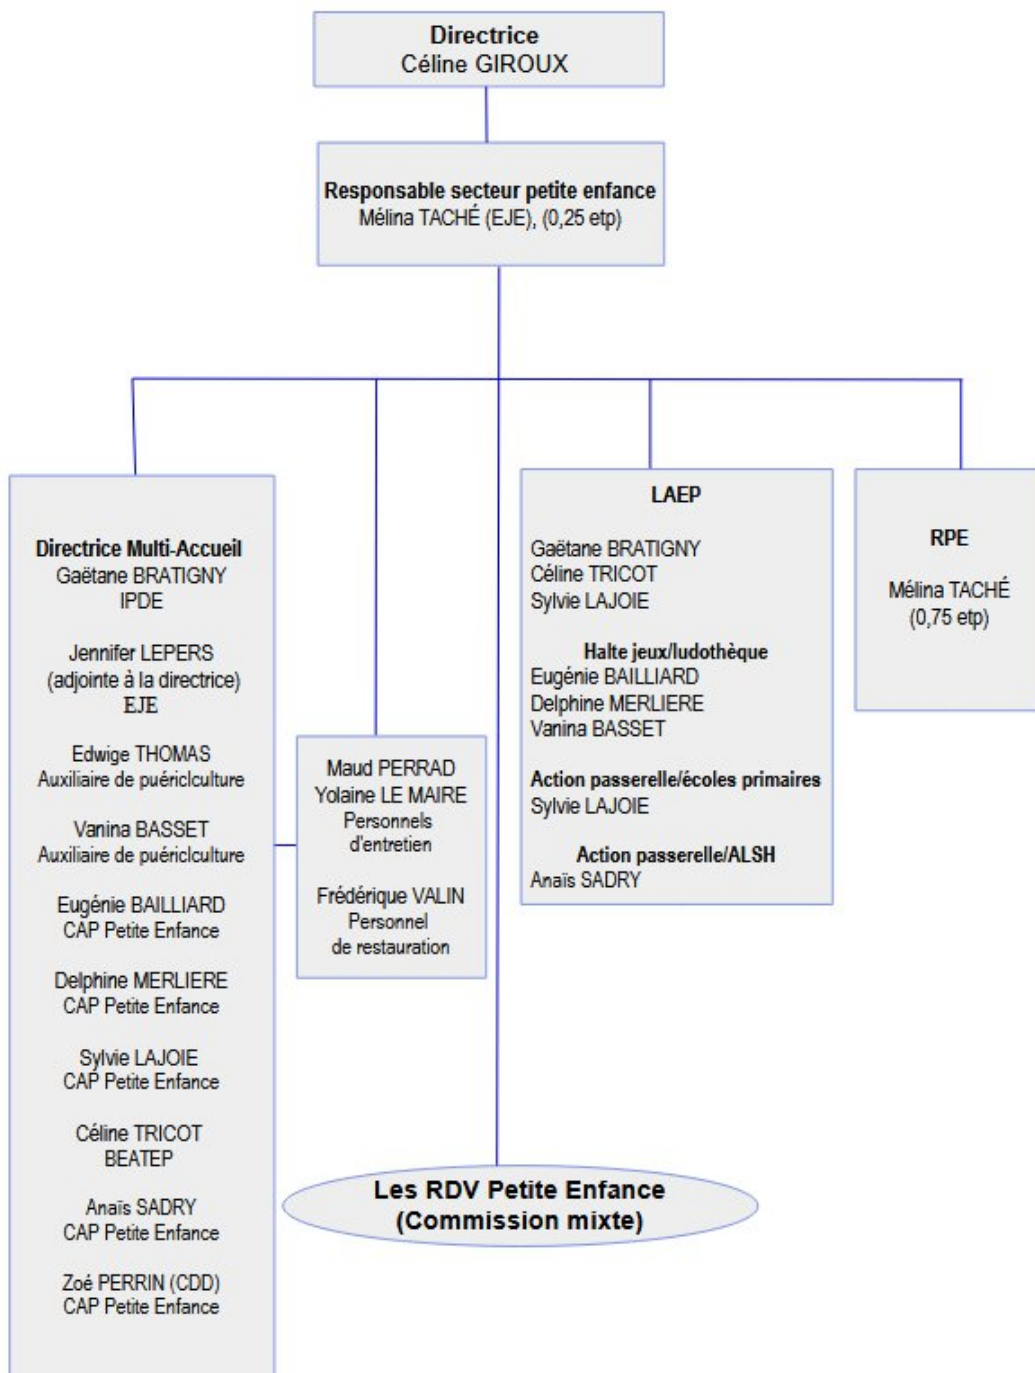 Directrice
Céline GIROUX
Responsable secteur petite enfance
Mélina TACHÉ (EJE), (0,25 etp)
Directrice Multi-Accueil
Gaëtane BRATIGNY
IPDE
Jennifer LEPERS
(adjointe à la directrice)
EJE
Edwige THOMAS
Auxiliaire de puériclculture
Vanina BASSET
Auxiliaire de puériclculture
Eugénie BAILLIARD
CAP Petite Enfance
Delphine MERLIERE
CAP Petite Enfance
Sylvie LAJOIE
CAP Petite Enfance
Céline TRICOT
BEATEP
Anaïs SADRY
CAP Petite Enfance
Zoé PERRIN (CDD)
CAP Petite Enfance
Maud PERRAD
Yolaine LE MAIRE
Personnels
d'entretien
Frédérique VALIN
Personnel
de restauration
LAEP
Gaëtane BRATIGNY
Céline TRICOT
Sylvie LAJOIE
Halte jeux/ludothèque
Eugénie BAILLIARD
Delphine MERLIERE
Vanina BASSET
Action passerelle/écoles primaires
Sylvie LAJOIE
Action passerelle/ALSH
Anaïs SADRY
RPE
Mélina TACHÉ
(0,75 etp)
Les RDV Petite Enfance
(Commission mixte)